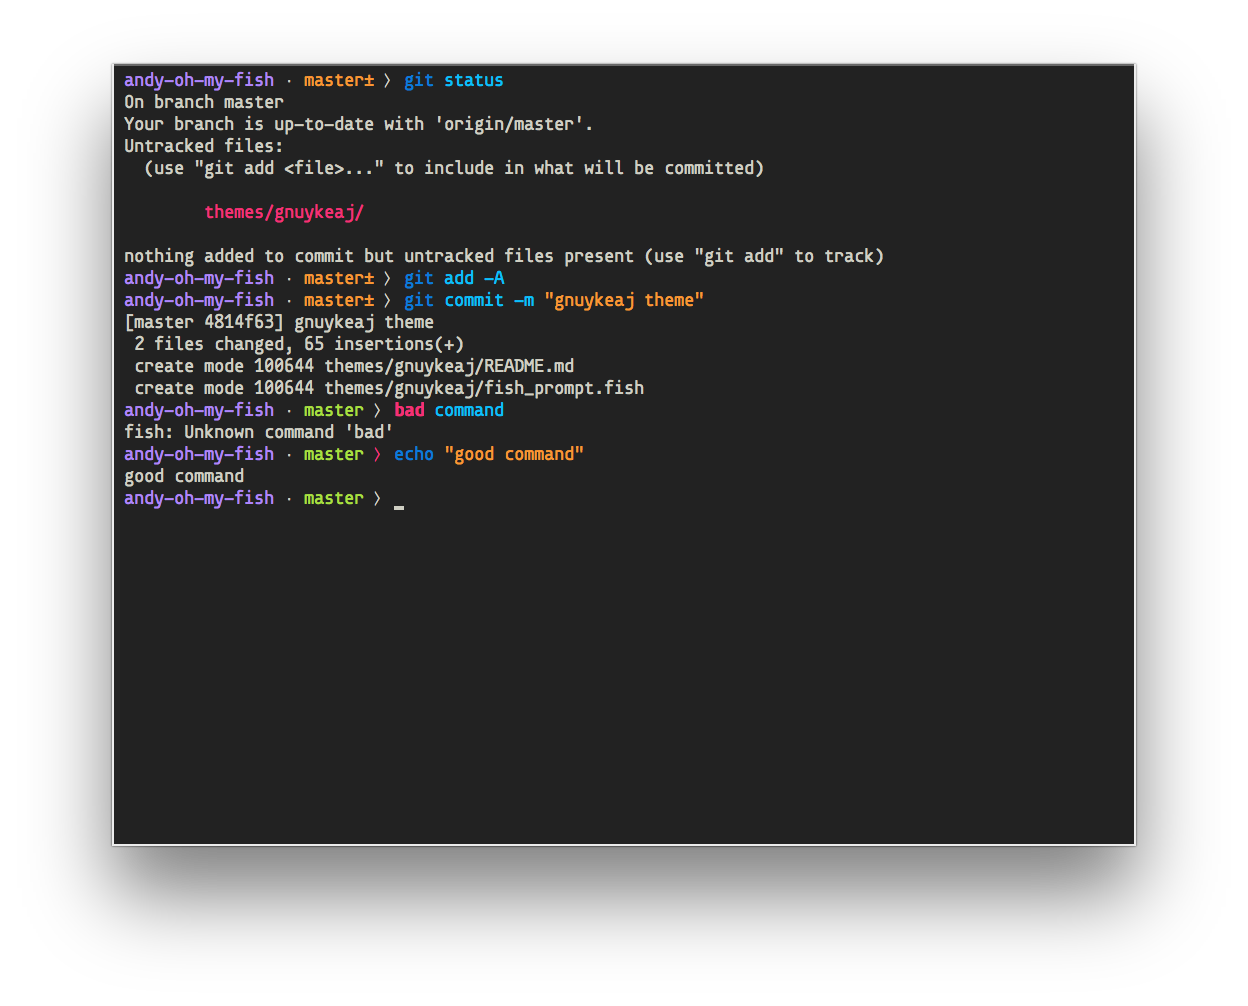 andy-oh-my-fish · master± 〉 git status
On branch master
Your branch is up-to-date with 'origin/master'.
Untracked files:
  (use "git add <file>..." to include in what will be committed)
        themes/gnuykeaj/
nothing added to commit but untracked files present (use "git add" to track)
andy-oh-my-fish · master± 〉 git add -A
andy-oh-my-fish · master± 〉 git commit -m "gnuykeaj theme"
[master 4814f63] gnuykeaj theme
 2 files changed, 65 insertions(+)
 create mode 100644 themes/gnuykeaj/README.md
 create mode 100644 themes/gnuykeaj/fish_prompt.fish
andy-oh-my-fish · master 〉 bad command
fish: Unknown command 'bad'
andy-oh-my-fish · master 〉 echo "good command"
good command
andy-oh-my-fish · master 〉